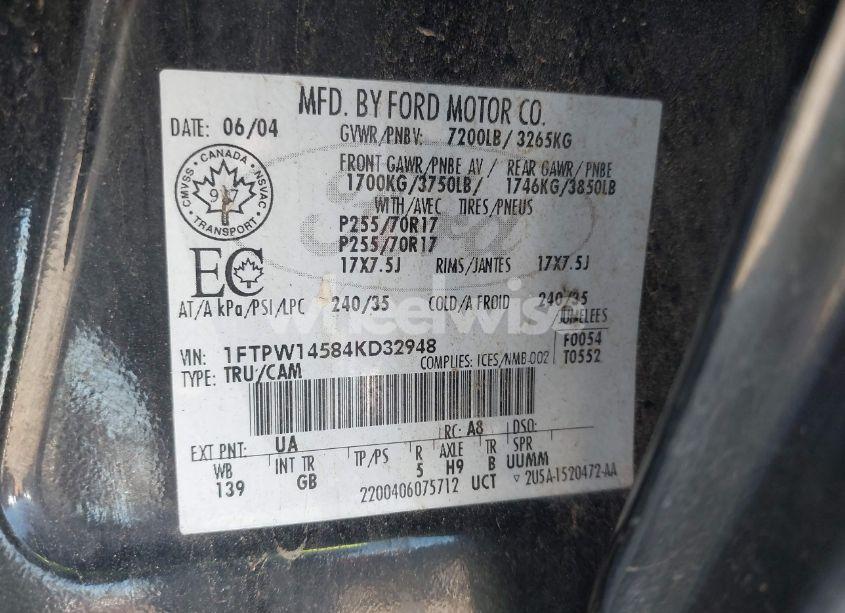 MFD. BY FORD MOTOR CO.
DATE: 06/04 GVWR/PNBV: 7200LB/ 3265KG
FRONT GAWR/PNBE AV / REAR GAWR/PNBE
1700KG/3750LB/ 1746KG/3850LB
WITH/AVEC TIRES/PNEUS
P255/70R17
P255/70R17
17X7.5J RIMS/JANTES 17X7.5J
CMVSS • CANADA • NSVAC
TRANSPORT
EC
AT/A kPa/PSI/LPC 240/35 COLD/A FROID 240/35
JUMELEES
VIN: 1FTPW14584KD32948 F0054
COMPLIES: ICES/NMB-002 T0552
TYPE: TRU/CAM
EXT PNT: UA RC: A8 DSO:
WB INT TR TP/PS R AXLE TR SPR
139 GB 5 H9 B UUMM
2200406075712 UCT ▽ 2U5A-1520472-AA
wheelwise